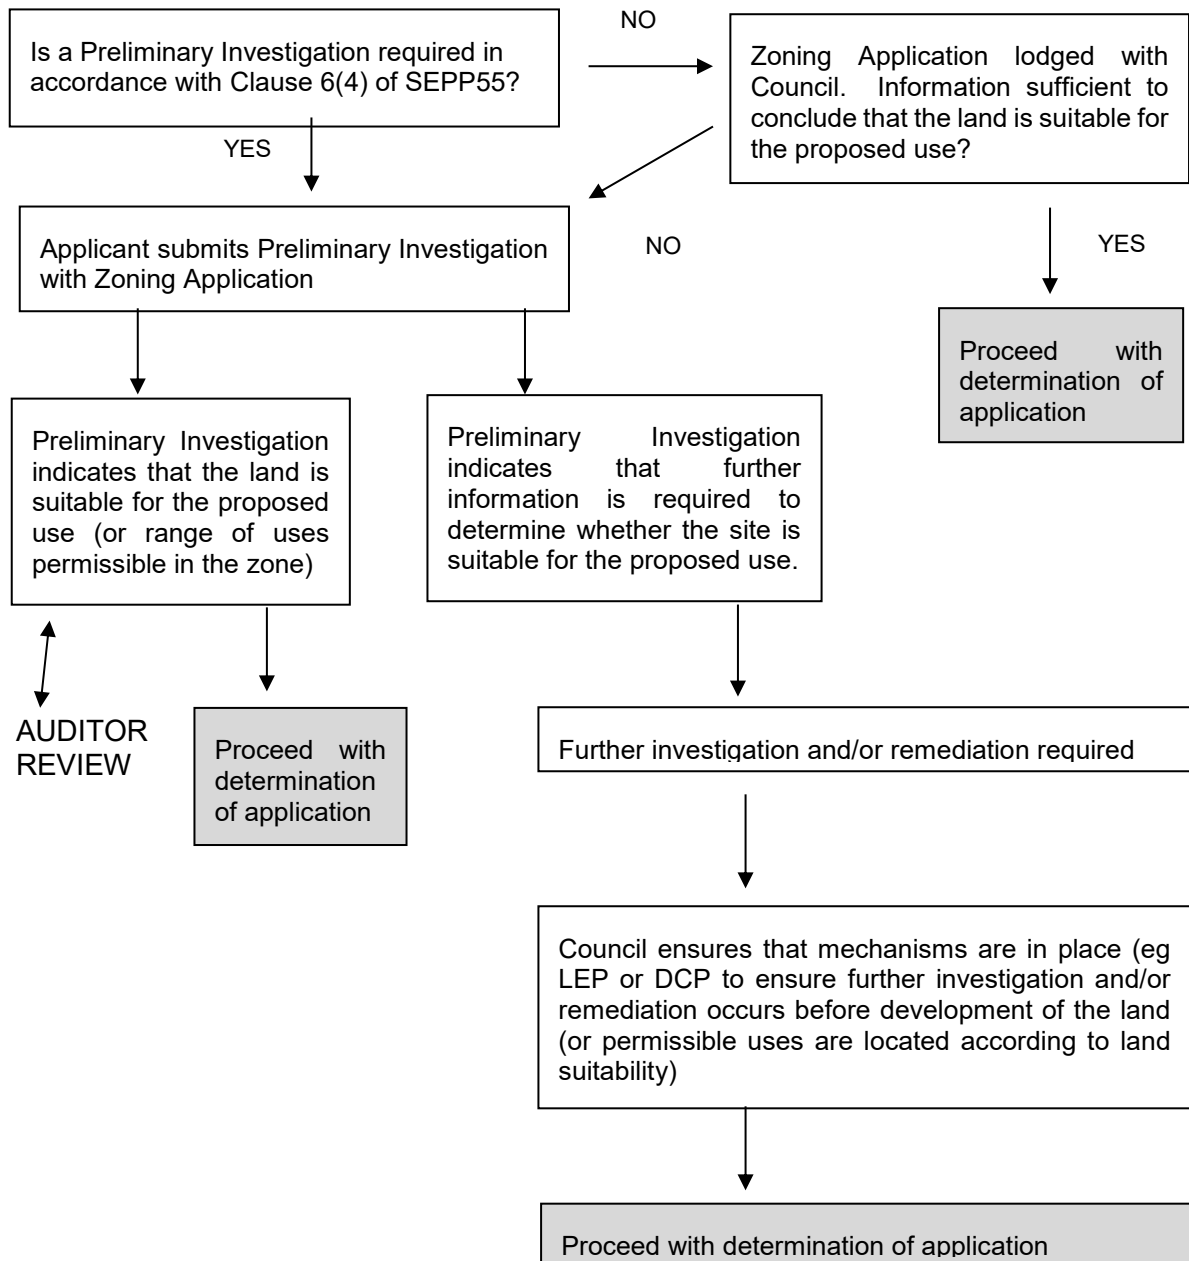 NO
Is a Preliminary Investigation required in
accordance with Clause 6(4) of SEPP55?
Zoning Application lodged with
Council. Information sufficient to
conclude that the land is suitable for
the proposed use?
YES
Applicant submits Preliminary Investigation
with Zoning Application
NO
YES
Proceed with
determination of
application
Preliminary Investigation
indicates that the land is
suitable for the proposed
use (or range of uses
permissible in the zone)
Preliminary Investigation
indicates that further
information is required to
determine whether the site is
suitable for the proposed use.
AUDITOR
REVIEW
Proceed with
determination
of application
Further investigation and/or remediation required
Council ensures that mechanisms are in place (eg
LEP or DCP to ensure further investigation and/or
remediation occurs before development of the land
(or permissible uses are located according to land
suitability)
Proceed with determination of application